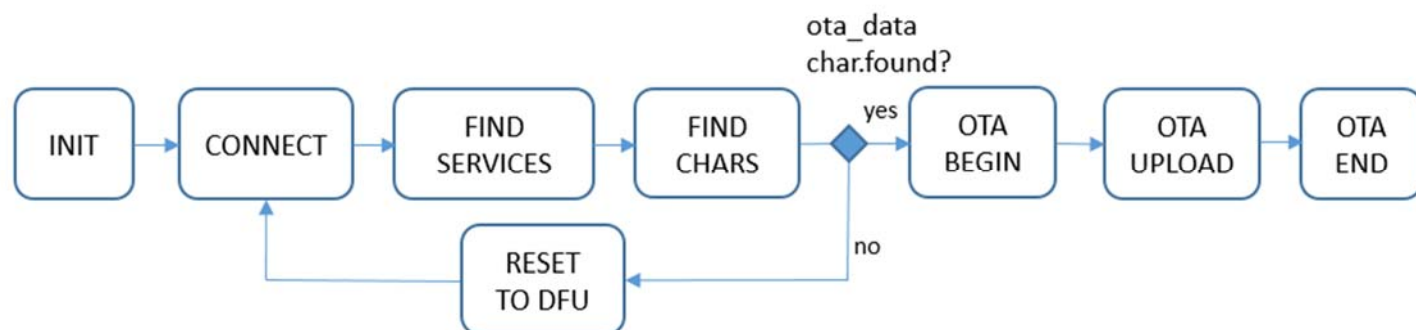 ota_data
char.found?
INIT
CONNECT
FIND
SERVICES
FIND
CHARS
yes
OTA
BEGIN
OTA
UPLOAD
OTA
END
no
RESET
TO DFU